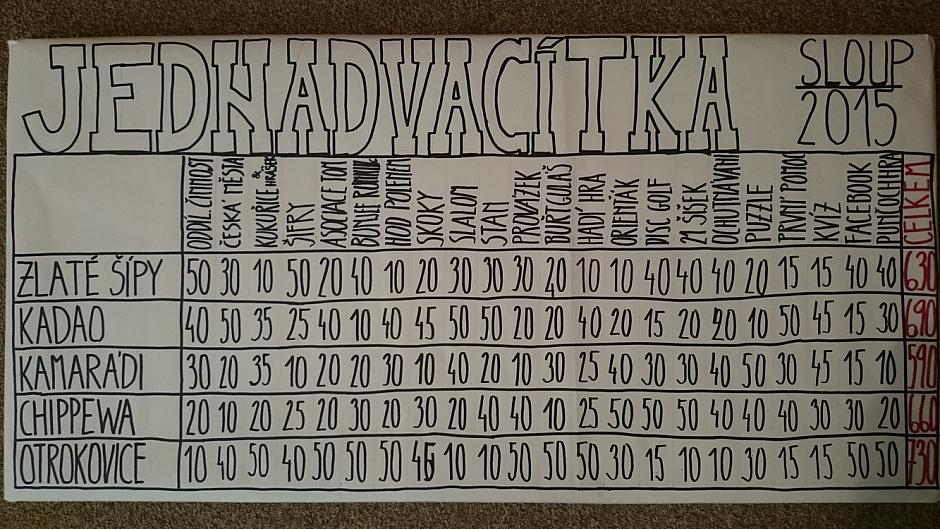 JEDNADVACÍTKA
SLOUP
2015
ODDÍL. ČINNOST
ČESKÁ MĚSTA
KUKUŘICE & HRÁŠEK
ŠIFRY
ASOCIACE TOM
HOD POLENEM
SKOKY
SLALOM
STAN
PROVÁZEK
BUŘTGULÁŠ
HADÍ HRA
ORIENŤÁK
DISC GOLF
21 ŠIŠEK
OCHUTNÁVÁNÍ
PUZZLE
PRVNÍ POMOC
KVÍZ
FACEBOOK
PUNČOCHHRA
CELKEM
ZLATÉ ŠÍPY 50 30 10 50 20 40 10 20 30 30 30 20 10 10 40 40 40 20 15 15 40 40 630
KADAO 40 50 35 25 40 10 40 45 50 50 20 20 40 20 15 20 20 10 50 45 15 30 690
KAMARÁDI 30 20 35 10 20 20 30 10 40 20 10 30 25 40 30 30 40 50 30 45 15 10 590
CHIPPEWA 20 10 20 25 20 30 20 30 20 40 40 10 25 50 50 50 40 40 40 30 30 20 660
OTROKOVICE 10 40 50 40 50 50 50 45 10 10 50 50 50 30 15 10 10 30 15 15 50 50 730